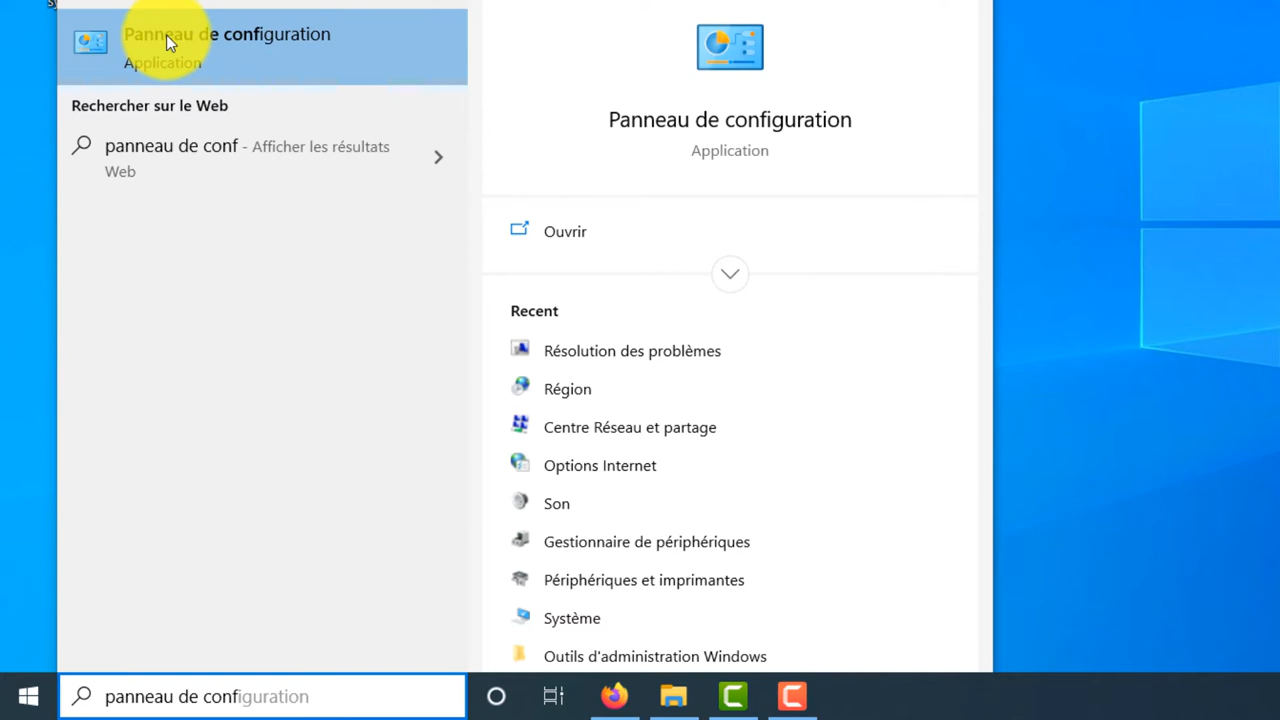 Panneau de configuration
Application
Rechercher sur le Web
panneau de conf - Afficher les résultats
Web
Panneau de configuration
Application
Ouvrir
Recent
Résolution des problèmes
Région
Centre Réseau et partage
Options Internet
Son
Gestionnaire de périphériques
Périphériques et imprimantes
Système
Outils d'administration Windows
panneau de configuration